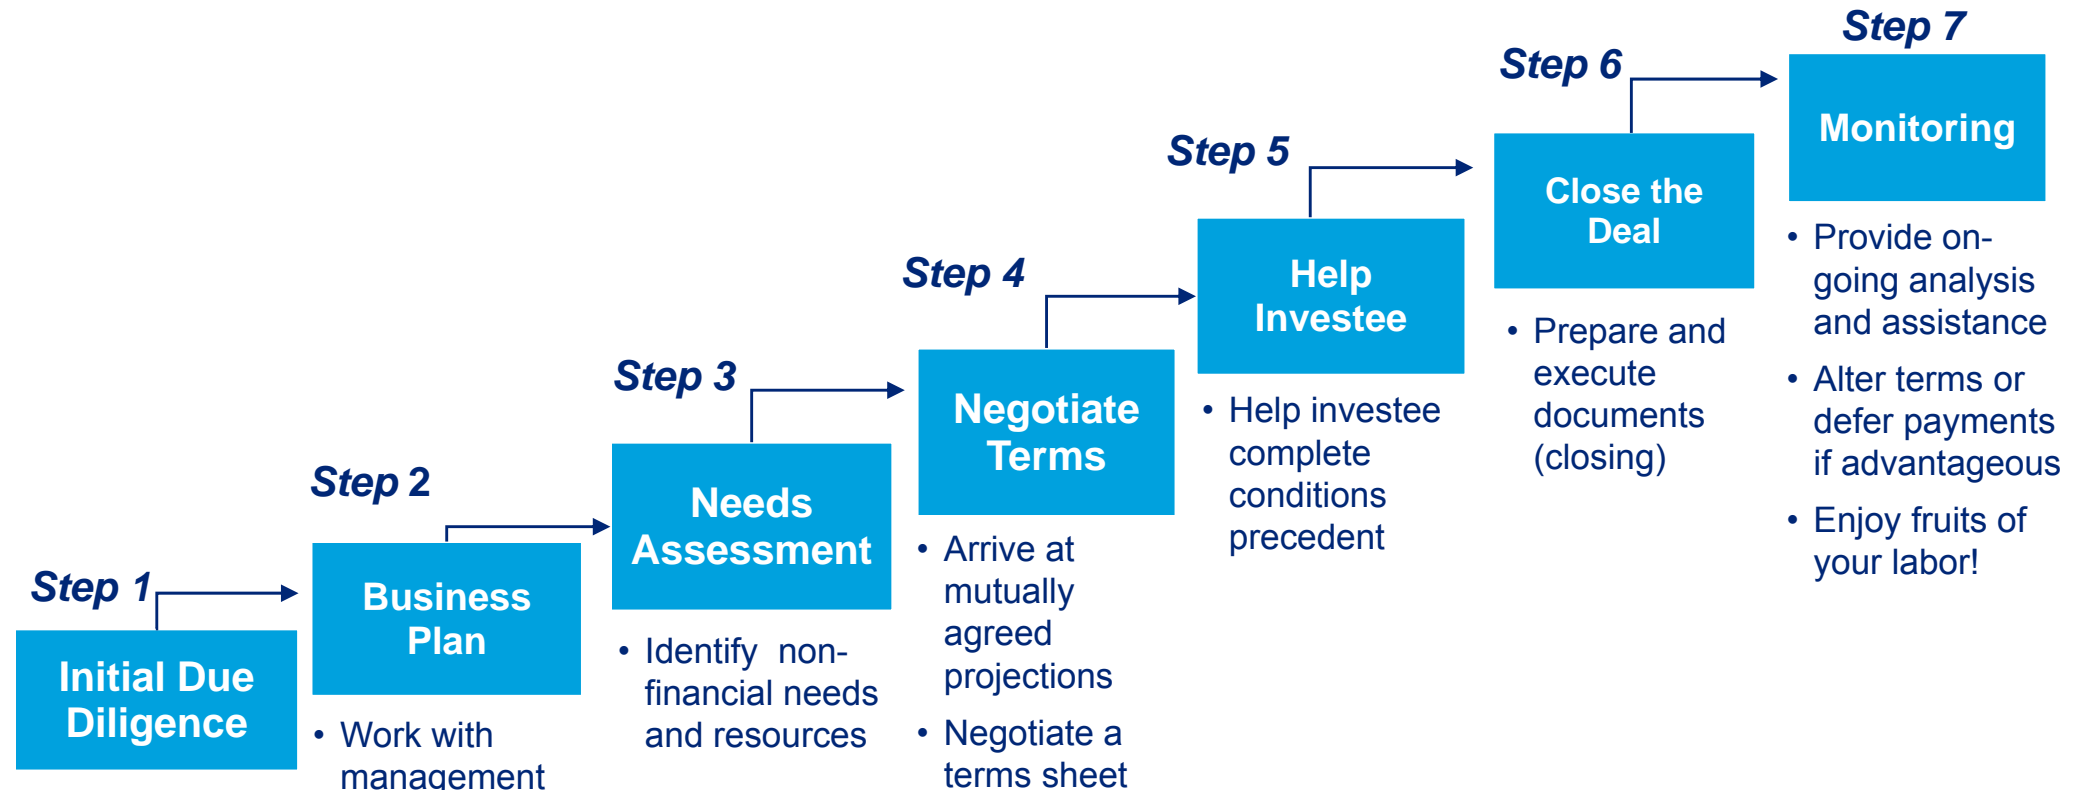 Step 1
Initial Due
Diligence
Step 2
Business
Plan
• Work with
management
Step 3
Needs
Assessment
• Identify  non-
financial needs
and resources
Step 4
Negotiate
Terms
• Arrive at
mutually
agreed
projections
• Negotiate a
terms sheet
Step 5
Help
Investee
• Help investee
complete
conditions
precedent
Step 6
Close the
Deal
• Prepare and
execute
documents
(closing)
Step 7
Monitoring
• Provide on-
going analysis
and assistance
• Alter terms or
defer payments
if advantageous
• Enjoy fruits of
your labor!